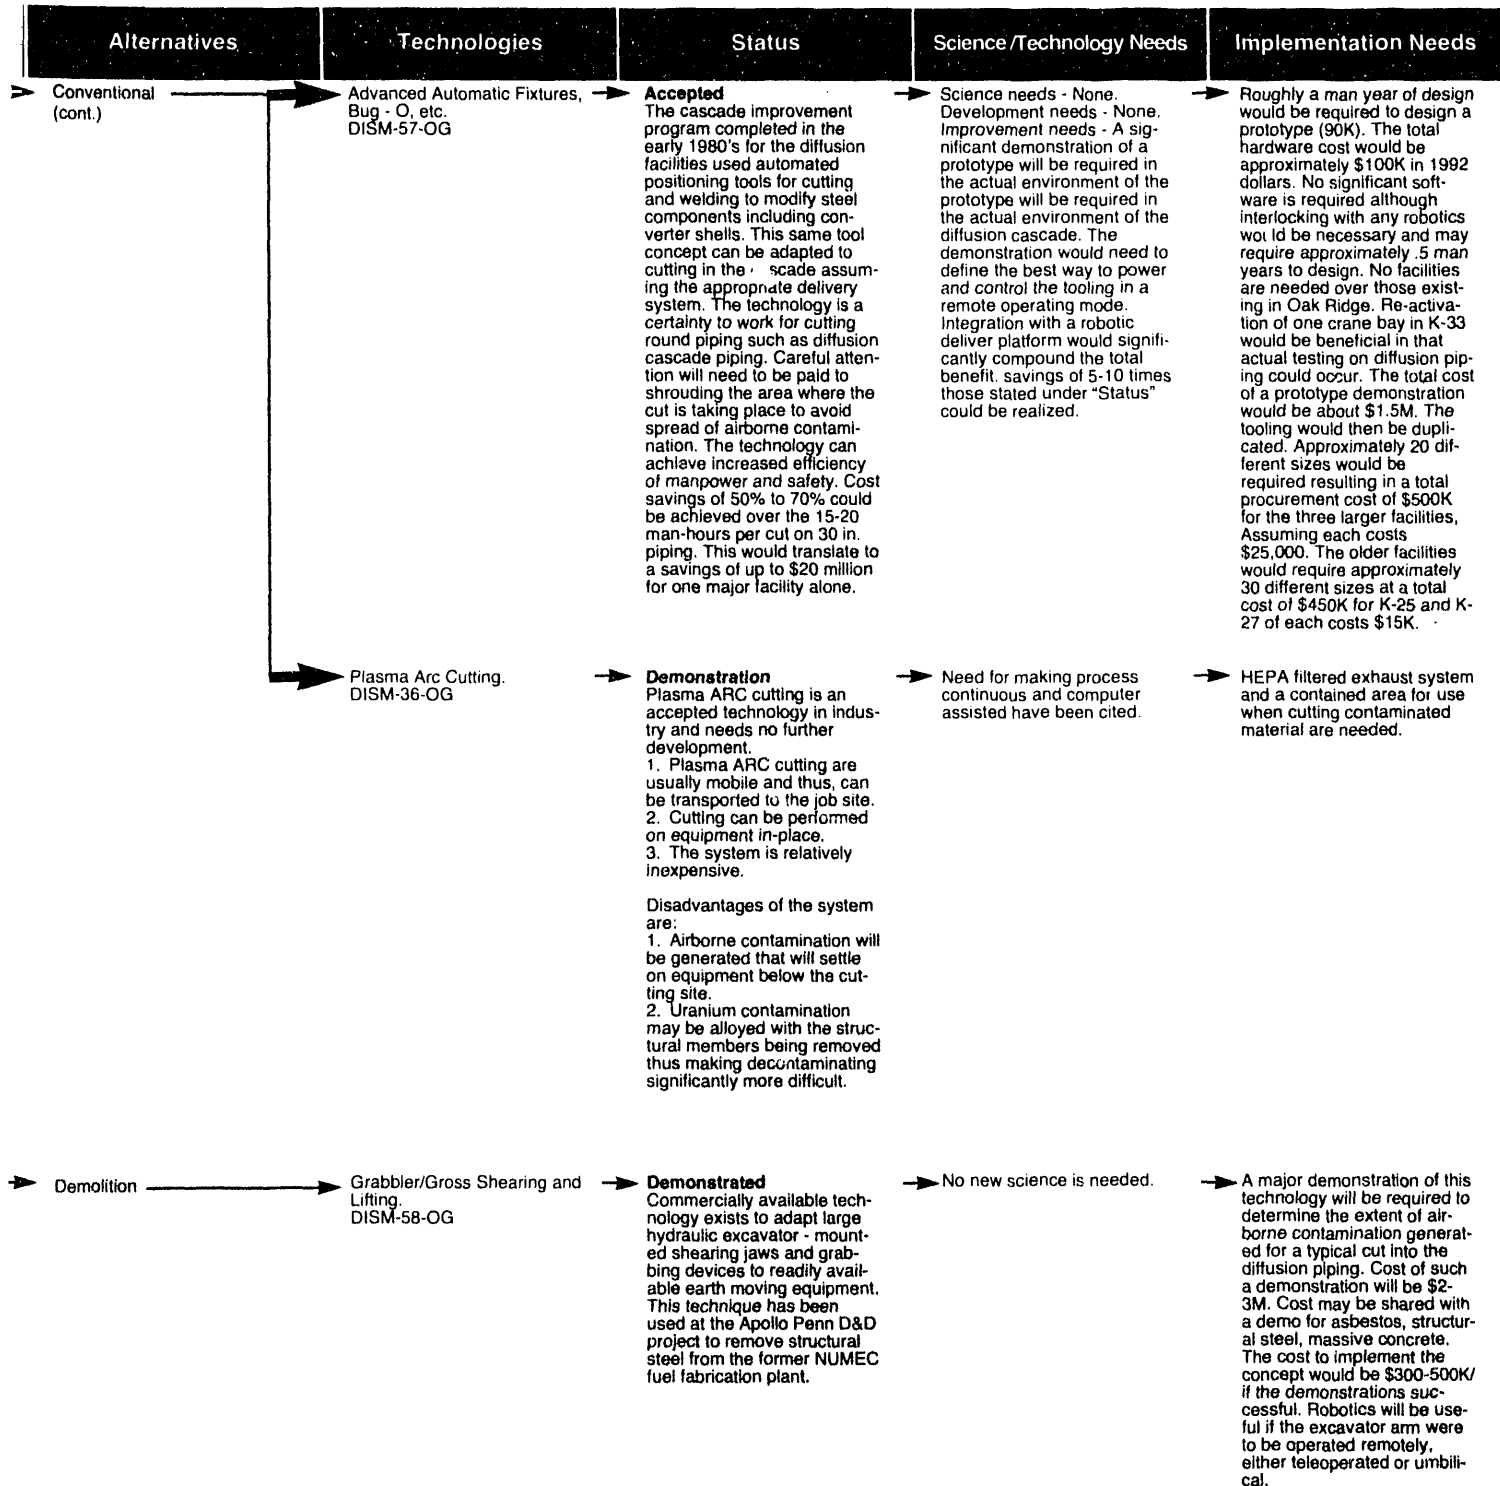 Alternatives
Technologies
Status
Science/Technology Needs
Implementation Needs
Conventional
(cont.)
Advanced Automatic Fixtures,
Bug - O, etc.
DISM-57-OG
Accepted
The cascade improvement
program completed in the
early 1980's for the diffusion
facilities used automated
positioning tools for cutting
and welding to modify steel
components including con-
verter shells. This same tool
concept can be adapted to
cutting in the scade assum-
ing the appropriate delivery
system. The technology is a
certainty to work for cutting
round piping such as diffusion
cascade piping. Careful atten-
tion will need to be paid to
shrouding the area where the
cut is taking place to avoid
spread of airborne contami-
nation. The technology can
achiave increased efficiency
of manpower and safety. Cost
savings of 50% to 70% could
be achieved over the 15-20
man-hours per cut on 30 in.
piping. This would translate to
a savings of up to $20 million
for one major facility alone.
Science needs - None.
Development needs - None.
Improvement needs - A sig-
nificant demonstration of a
prototype will be required in
the actual environment of the
prototype will be required in
the actual environment of the
diffusion cascade. The
demonstration would need to
define the best way to power
and control the tooling in a
remote operating mode.
Integration with a robotic
deliver platform would signifi-
cantly compound the total
benefit. savings of 5-10 times
those stated under "Status"
could be realized.
Roughly a man year of design
would be required to design a
prototype (90K). The total
hardware cost would be
approximately $100K in 1992
dollars. No significant soft-
ware is required although
interlocking with any robotics
would be necessary and may
require approximately .5 man
years to design. No facilities
are needed over those exist-
ing in Oak Ridge. Re-activa-
tion of one crane bay in K-33
would be beneficial in that
actual testing on diffusion pip-
ing could occur. The total cost
of a prototype demonstration
would be about $1.5M. The
tooling would then be dupli-
cated. Approximately 20 dif-
ferent sizes would be
required resulting in a total
procurement cost of $500K
for the three larger facilities,
Assuming each costs
$25,000. The older facilities
would require approximately
30 different sizes at a total
cost of $450K for K-25 and K-
27 of each costs $15K.
Plasma Arc Cutting.
DISM-36-OG
Demonstration
Plasma ARC cutting is an
accepted technology in indus-
try and needs no further
development.
1. Plasma ARC cutting are
usually mobile and thus, can
be transported to the job site.
2. Cutting can be performed
on equipment in-place.
3. The system is relatively
inexpensive.
Disadvantages of the system
are:
1. Airborne contamination will
be generated that will settle
on equipment below the cut-
ting site.
2. Uranium contamination
may be alloyed with the struc-
tural members being removed
thus making decontaminating
significantly more difficult.
Need for making process
continuous and computer
assisted have been cited.
HEPA filtered exhaust system
and a contained area for use
when cutting contaminated
material are needed.
Demolition
Grabbler/Gross Shearing and
Lifting.
DISM-58-OG
Demonstrated
Commercially available tech-
nology exists to adapt large
hydraulic excavator - mount-
ed shearing jaws and grab-
bing devices to readily avail-
able earth moving equipment.
This technique has been
used at the Apollo Penn D&D
project to remove structural
steel from the former NUMEC
fuel fabrication plant.
No new science is needed.
A major demonstration of this
technology will be required to
determine the extent of air-
borne contamination generat-
ed for a typical cut into the
diffusion piping. Cost of such
a demonstration will be $2-
3M. Cost may be shared with
a demo for asbestos, structur-
al steel, massive concrete.
The cost to implement the
concept would be $300-500K/
if the demonstrations suc-
cessful. Robotics will be use-
ful if the excavator arm were
to be operated remotely,
either teleoperated or umbili-
cal.